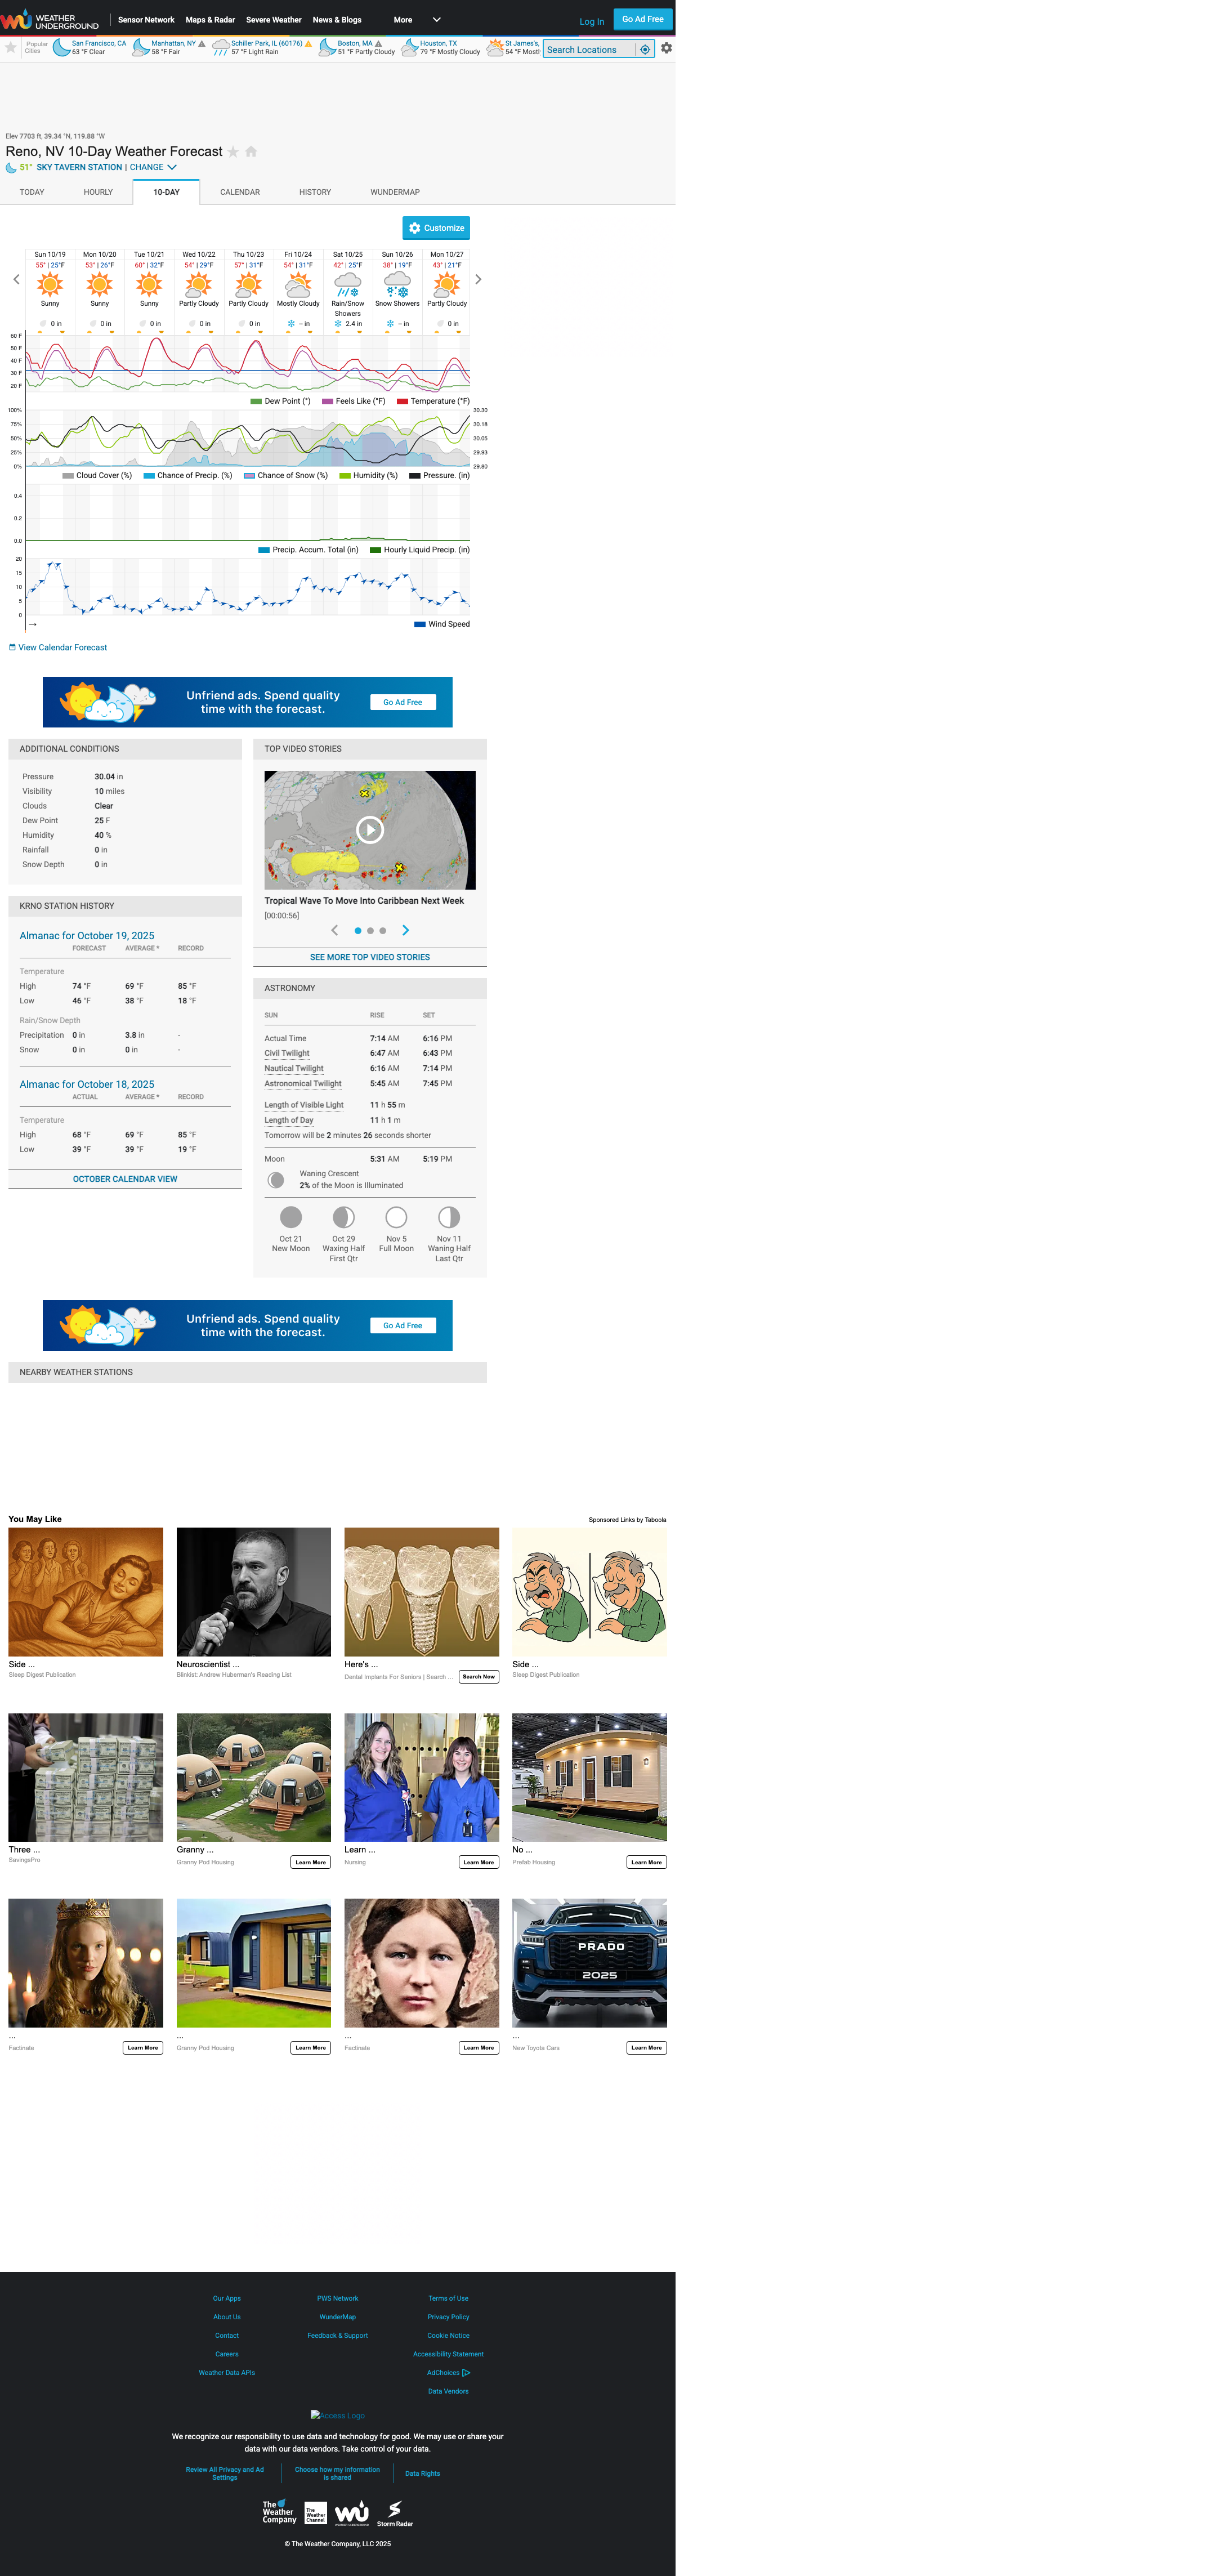 WEATHER UNDERGROUND
Sensor Network Maps & Radar Severe Weather News & Blogs More
Log In Go Ad Free
Popular Cities
San Francisco, CA
63 °F Clear
Manhattan, NY
58 °F Fair
Schiller Park, IL (60176)
57 °F Light Rain
Boston, MA
51 °F Partly Cloudy
Houston, TX
79 °F Mostly Cloudy
St James's,
54 °F Mostl
Search Locations
Elev 7703 ft, 39.34 °N, 119.88 °W
Reno, NV 10-Day Weather Forecast
51° SKY TAVERN STATION | CHANGE
TODAY HOURLY 10-DAY CALENDAR HISTORY WUNDERMAP
Customize
Sun 10/19 Mon 10/20 Tue 10/21 Wed 10/22 Thu 10/23 Fri 10/24 Sat 10/25 Sun 10/26 Mon 10/27
55° | 25°F 53° | 26°F 60° | 32°F 54° | 29°F 57° | 31°F 54° | 31°F 42° | 25°F 38° | 19°F 43° | 21°F
Sunny Sunny Sunny Partly Cloudy Partly Cloudy Mostly Cloudy Rain/Snow Showers Snow Showers Partly Cloudy
0 in 0 in 0 in 0 in 0 in -- in 2.4 in -- in 0 in
60 F
50 F
40 F
30 F
20 F
Dew Point (°) Feels Like (°F) Temperature (°F)
100% 30.30
75% 30.18
50% 30.05
25% 29.93
0% 29.80
Cloud Cover (%) Chance of Precip. (%) Chance of Snow (%) Humidity (%) Pressure. (in)
0.4
0.2
0.0
Precip. Accum. Total (in) Hourly Liquid Precip. (in)
20
15
10
5
0
→
Wind Speed
View Calendar Forecast
Unfriend ads. Spend quality
time with the forecast.
Go Ad Free
ADDITIONAL CONDITIONS
Pressure 30.04 in
Visibility 10 miles
Clouds Clear
Dew Point 25 F
Humidity 40 %
Rainfall 0 in
Snow Depth 0 in
KRNO STATION HISTORY
Almanac for October 19, 2025
FORECAST AVERAGE * RECORD
Temperature
High 74 °F 69 °F 85 °F
Low 46 °F 38 °F 18 °F
Rain/Snow Depth
Precipitation 0 in 3.8 in -
Snow 0 in 0 in -
Almanac for October 18, 2025
ACTUAL AVERAGE * RECORD
Temperature
High 68 °F 69 °F 85 °F
Low 39 °F 39 °F 19 °F
OCTOBER CALENDAR VIEW
TOP VIDEO STORIES
Tropical Wave To Move Into Caribbean Next Week
[00:00:56]
SEE MORE TOP VIDEO STORIES
ASTRONOMY
SUN RISE SET
Actual Time 7:14 AM 6:16 PM
Civil Twilight 6:47 AM 6:43 PM
Nautical Twilight 6:16 AM 7:14 PM
Astronomical Twilight 5:45 AM 7:45 PM
Length of Visible Light 11 h 55 m
Length of Day 11 h 1 m
Tomorrow will be 2 minutes 26 seconds shorter
Moon 5:31 AM 5:19 PM
Waning Crescent
2% of the Moon is Illuminated
Oct 21 Oct 29 Nov 5 Nov 11
New Moon Waxing Half Full Moon Waning Half
First Qtr Last Qtr
Unfriend ads. Spend quality
time with the forecast.
Go Ad Free
NEARBY WEATHER STATIONS
You May Like
Sponsored Links by Taboola
Side ...
Sleep Digest Publication
Neuroscientist ...
Blinkist: Andrew Huberman's Reading List
Here's ...
Dental Implants For Seniors | Search ... Search Now
Side ...
Sleep Digest Publication
Three ...
SavingsPro
Granny ...
Granny Pod Housing Learn More
Learn ...
Nursing Learn More
No ...
Prefab Housing Learn More
PRADO
2025
...
Factinate Learn More
...
Granny Pod Housing Learn More
...
Factinate Learn More
...
New Toyota Cars Learn More
Our Apps PWS Network Terms of Use
About Us WunderMap Privacy Policy
Contact Feedback & Support Cookie Notice
Careers Accessibility Statement
Weather Data APIs AdChoices
Data Vendors
Access Logo
We recognize our responsibility to use data and technology for good. We may use or share your
data with our data vendors. Take control of your data.
Review All Privacy and Ad Settings
Choose how my information is shared
Data Rights
The Weather Company
The Weather Channel
WEATHER UNDERGROUND
Storm Radar
© The Weather Company, LLC 2025